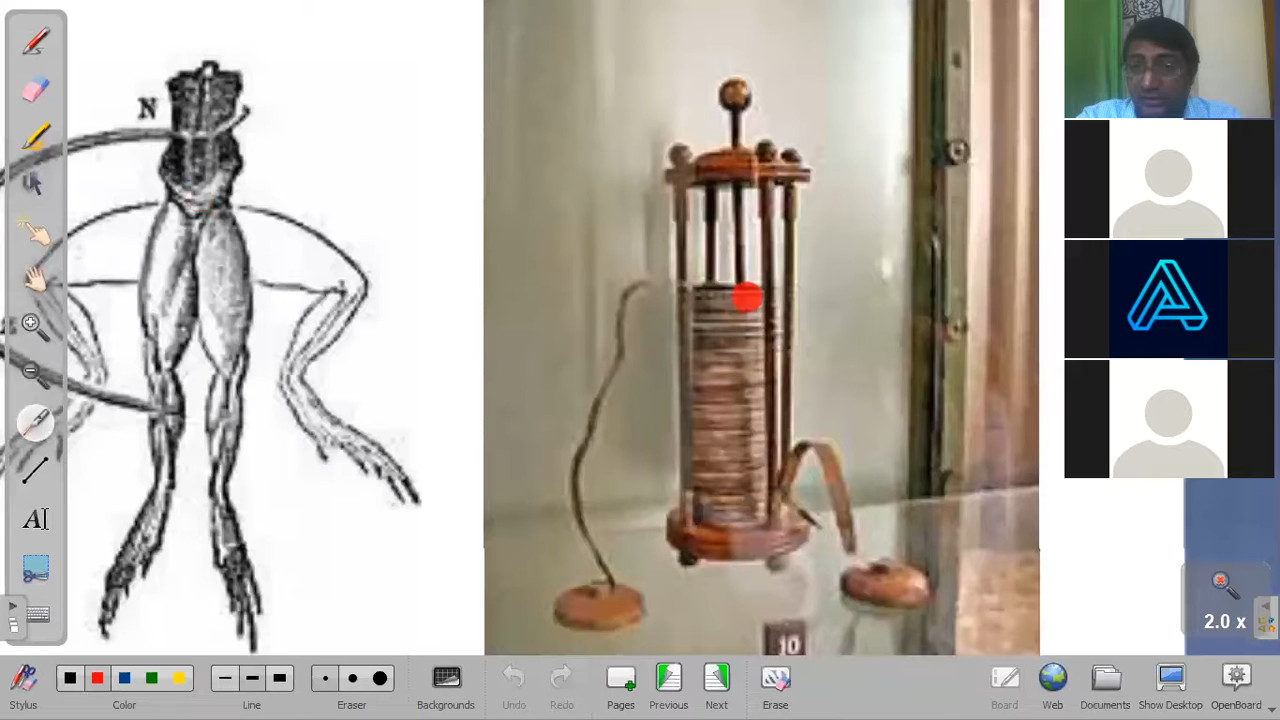 N
AI
10
2.0 x
Stylus
Color
Line
Eraser
Backgrounds
Undo
Redo
Pages
Previous
Next
Erase
Board
Web
Documents
Show Desktop
OpenBoard